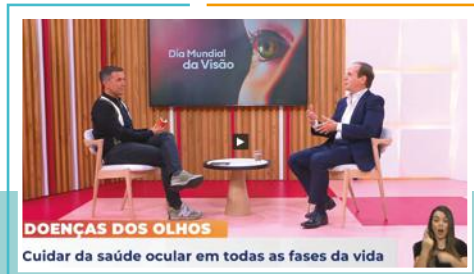 Dia Mundial
da Visão
DOENÇAS DOS OLHOS
Cuidar da saúde ocular em todas as fases da vida